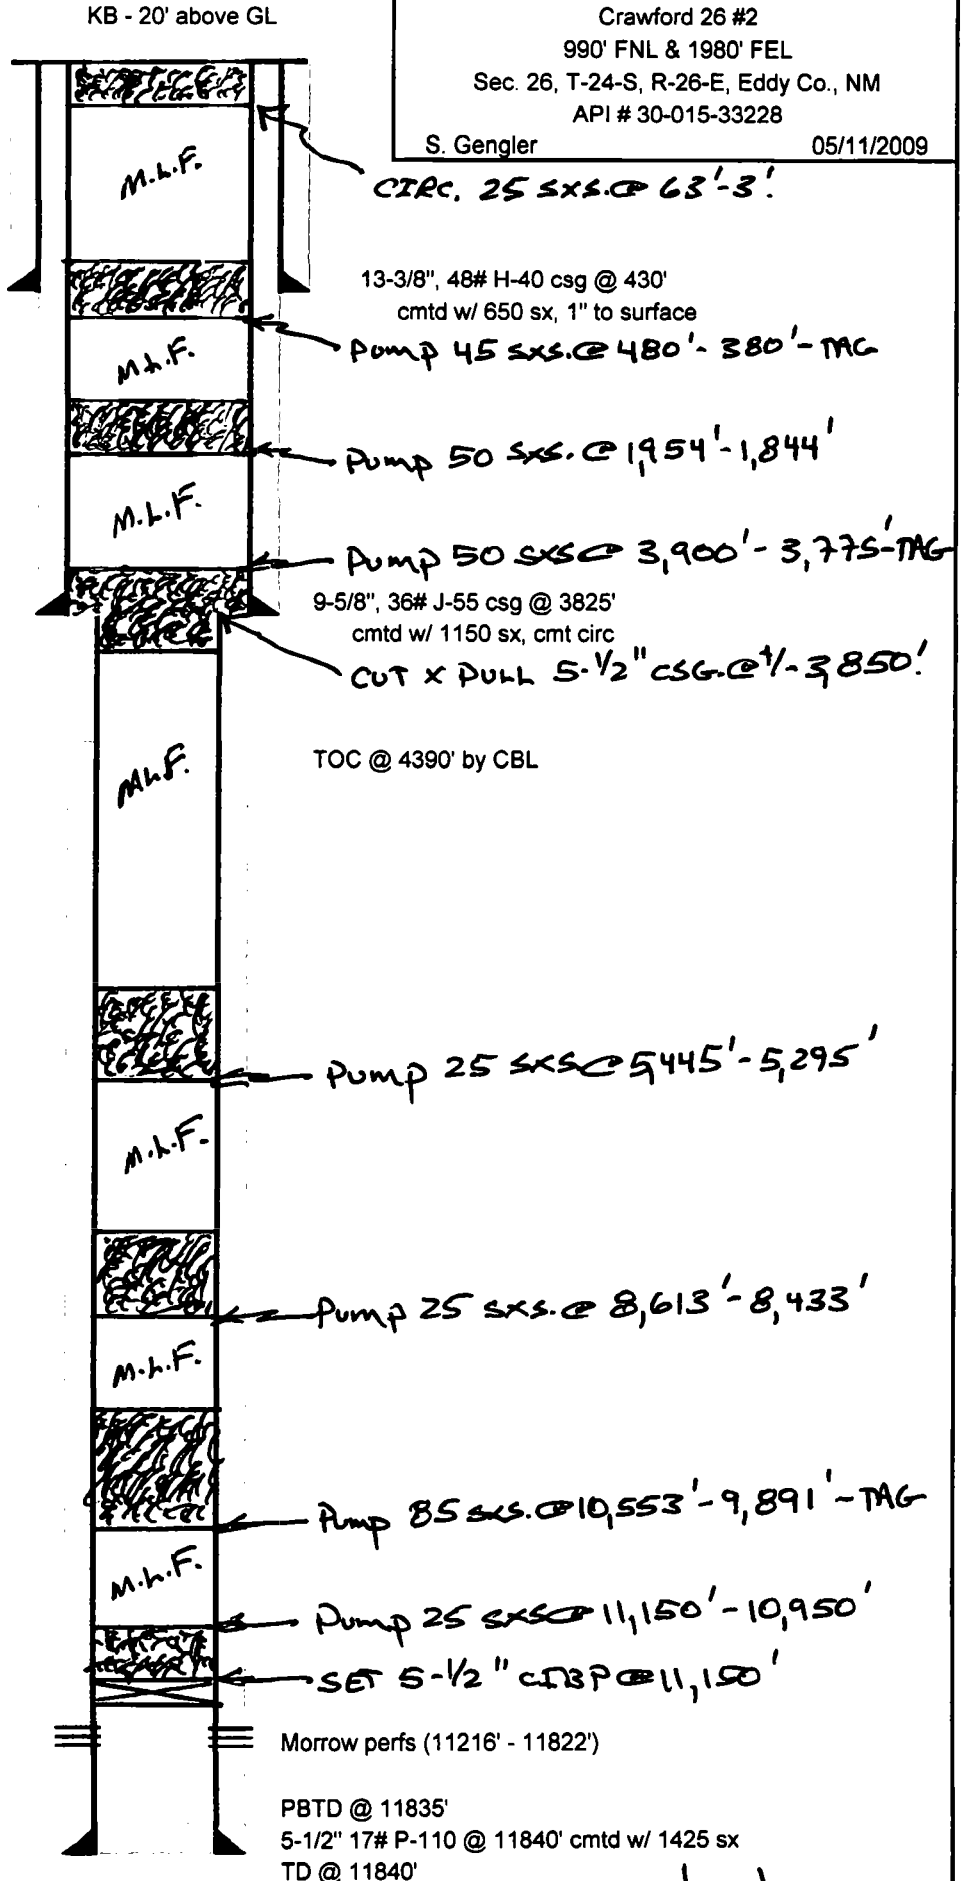 KB - 20' above GL
Crawford 26 #2
990' FNL & 1980' FEL
Sec. 26, T-24-S, R-26-E, Eddy Co., NM
API # 30-015-33228
S. Gengler 05/11/2009
M.L.F.
CIRC. 25 SXS.@ 63'-3'.
13-3/8", 48# H-40 csg @ 430'
cmtd w/ 650 sx, 1" to surface
Pump 45 SXS.@ 480'-380'-TAG
M.L.F.
Pump 50 SXS.@ 1,954'-1,844'
M.L.F.
Pump 50 SXS@ 3,900'-3,775'-TAG
9-5/8", 36# J-55 csg @ 3825'
cmtd w/ 1150 sx, cmt circ
CUT X PULL 5-1/2" CSG.@+/-3,850'.
M.L.F.
TOC @ 4390' by CBL
Pump 25 SXS@ 5,445'-5,295'
M.L.F.
Pump 25 SXS.@ 8,613'-8,433'
M.L.F.
Pump 85 SXS.@10,553'-9,891'-TAG
M.L.F.
Pump 25 SXS@ 11,150'-10,950'
SET 5-1/2" CIBP@11,150'
Morrow perfs (11216' - 11822')
PBTD @ 11835'
5-1/2" 17# P-110 @ 11840' cmtd w/ 1425 sx
TD @ 11840'